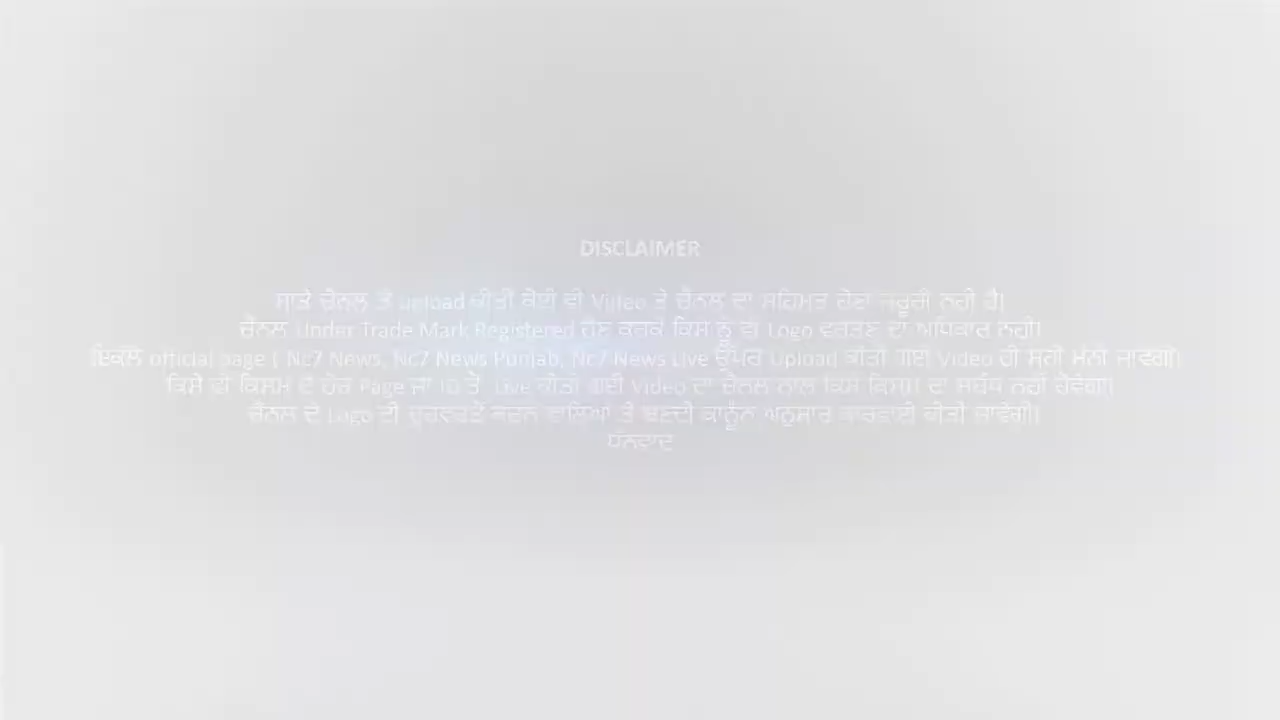 DISCLAIMER
ਸਾਡੇ ਚੈਨਲ ਤੇ upload ਕੀਤੀ ਕੋਈ ਵੀ Video ਤੇ ਚੈਨਲ ਦਾ ਸਹਿਮਤ ਹੋਣਾ ਜਰੂਰੀ ਨਹੀਂ ਹੈ।
ਚੈਨਲ Under Trade Mark Registered ਹੋਣ ਕਰਕੇ ਕਿਸੇ ਨੂੰ ਵੀ Logo ਵਰਤਣ ਦਾ ਅਧਿਕਾਰ ਨਹੀਂ।
official page ( Nc7 News, Nc7 News Punjab, Nc7 News Live ਉੱਪਰ Upload ਕੀਤੀ ਗਈ Video ਹੀ ਸਹੀ ਮੰਨੀ ਜਾਵੇਗੀ।
ਕਿਸੇ ਵੀ ਕਿਸਮ ਦੇ ਹੋਰ Page ਜਾਂ ID ਤੋਂ Live ਕੀਤੀ ਗਈ Video ਦਾ ਚੈਨਲ ਨਾਲ ਕਿਸੇ ਕਿਸਮ ਦਾ ਸਬੰਧ ਨਹੀਂ ਹੋਵੇਗਾ।
ਚੈਨਲ ਦੇ Logo ਦੀ ਦੁਰਵਰਤੋਂ ਕਰਨ ਵਾਲਿਆਂ ਤੇ ਬਣਦੀ ਕਾਨੂੰਨ ਅਨੁਸਾਰ ਕਾਰਵਾਈ ਕੀਤੀ ਜਾਵੇਗੀ।
ਧੰਨਵਾਦ